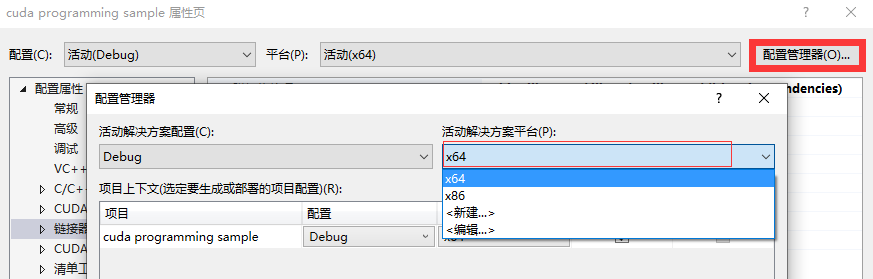 cuda programming sample 属性页
配置(C): 活动(Debug) 平台(P): 活动(x64) 配置管理器(O)...
配置属性 ndencies)
常规
高级
调试
VC++
C/C++
CUDA
链接器
CUDA
清单工
配置管理器
活动解决方案配置(C): 活动解决方案平台(P):
Debug x64
x64
x86
<新建...>
<编辑...>
项目上下文(选定要生成或部署的项目配置)(R):
项目 配置
cuda programming sample Debug x64